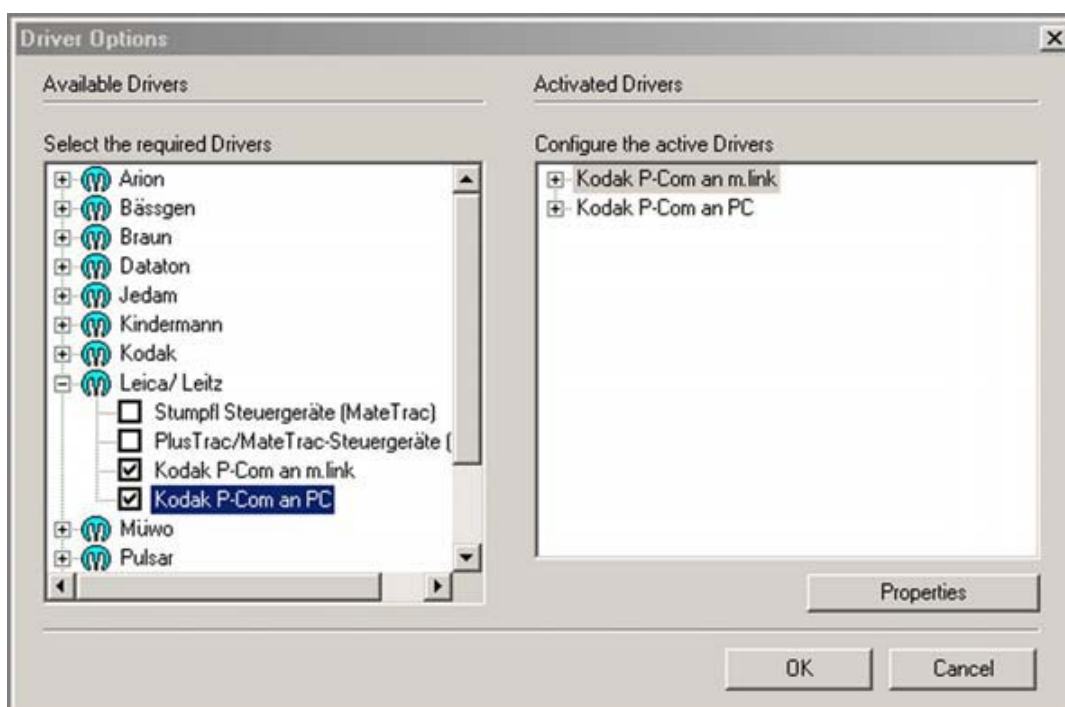 Driver Options
Available Drivers
Select the required Drivers
Arion
Bässgen
Braun
Dataton
Jedam
Kindermann
Kodak
Leica/ Leitz
Stumpfl Steuergeräte (MateTrac)
PlusTrac/MateTrac-Steuergeräte (
Kodak P-Com an m.link
Kodak P-Com an PC
Müwo
Pulsar
Activated Drivers
Configure the active Drivers
Kodak P-Com an m.link
Kodak P-Com an PC
Properties
OK
Cancel